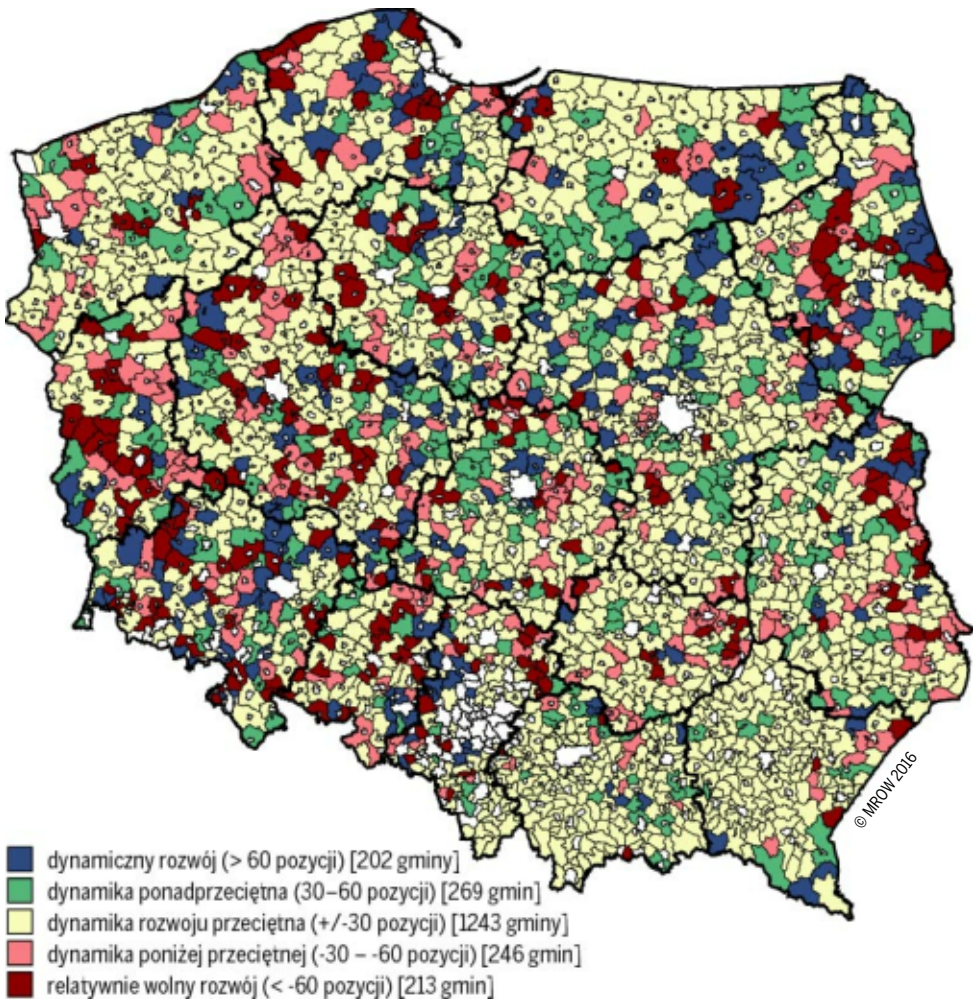 © MROW 2016
dynamiczny rozwój (> 60 pozycji) [202 gminy]
dynamika ponadprzeciętna (30–60 pozycji) [269 gmin]
dynamika rozwoju przeciętna (+/-30 pozycji) [1243 gminy]
dynamika poniżej przeciętnej (-30 – -60 pozycji) [246 gmin]
relatywnie wolny rozwój (< -60 pozycji) [213 gmin]